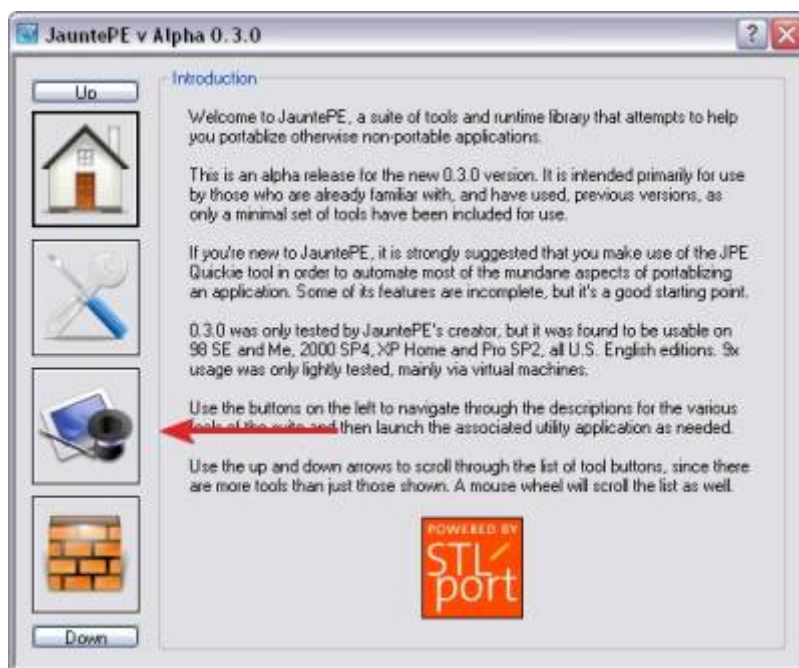 JauntePE v Alpha 0.3.0
Up
Introduction
Welcome to JauntePE, a suite of tools and runtime library that attempts to help
you portablize otherwise non-portable applications.
This is an alpha release for the new 0.3.0 version. It is intended primarily for use
by those who are already familiar with, and have used, previous versions, as
only a minimal set of tools have been included for use.
If you're new to JauntePE, it is strongly suggested that you make use of the JPE
Quickie tool in order to automate most of the mundane aspects of portablizing
an application. Some of its features are incomplete, but it's a good starting point.
0.3.0 was only tested by JauntePE's creator, but it was found to be usable on
98 SE and Me, 2000 SP4, XP Home and Pro SP2, all U.S. English editions. 9x
usage was only lightly tested, mainly via virtual machines.
Use the buttons on the left to navigate through the descriptions for the various
tools of the suite and then launch the associated utility application as needed.
Use the up and down arrows to scroll through the list of tool buttons, since there
are more tools than just those shown. A mouse wheel will scroll the list as well.
POWERED BY
STL
port
Down